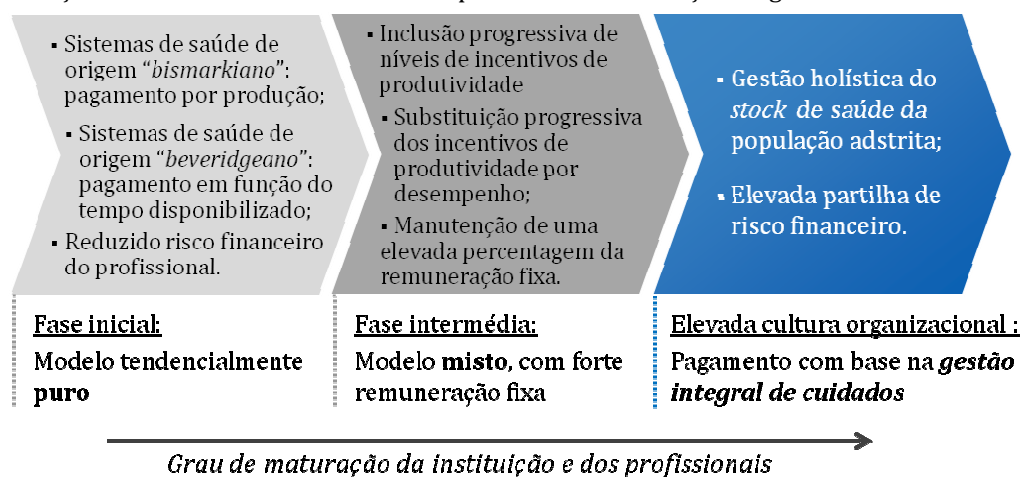 ▪ Sistemas de saúde de
origem “bismarkiano”:
pagamento por produção;
▪ Sistemas de saúde de
origem “beveridgeano”:
pagamento em função do
tempo disponibilizado;
▪ Reduzido risco financeiro
do profissional.
▪ Inclusão progressiva de
níveis de incentivos de
produtividade
▪ Substituição progressiva
dos incentivos de
produtividade por
desempenho;
▪ Manutenção de uma
elevada percentagem da
remuneração fixa.
▪ Gestão holística do
stock de saúde da
população adstrita;
▪ Elevada partilha de
risco financeiro.
Fase inicial:
Modelo tendencialmente
puro
Fase intermédia:
Modelo misto, com forte
remuneração fixa
Elevada cultura organizacional :
Pagamento com base na gestão
integral de cuidados
Grau de maturação da instituição e dos profissionais